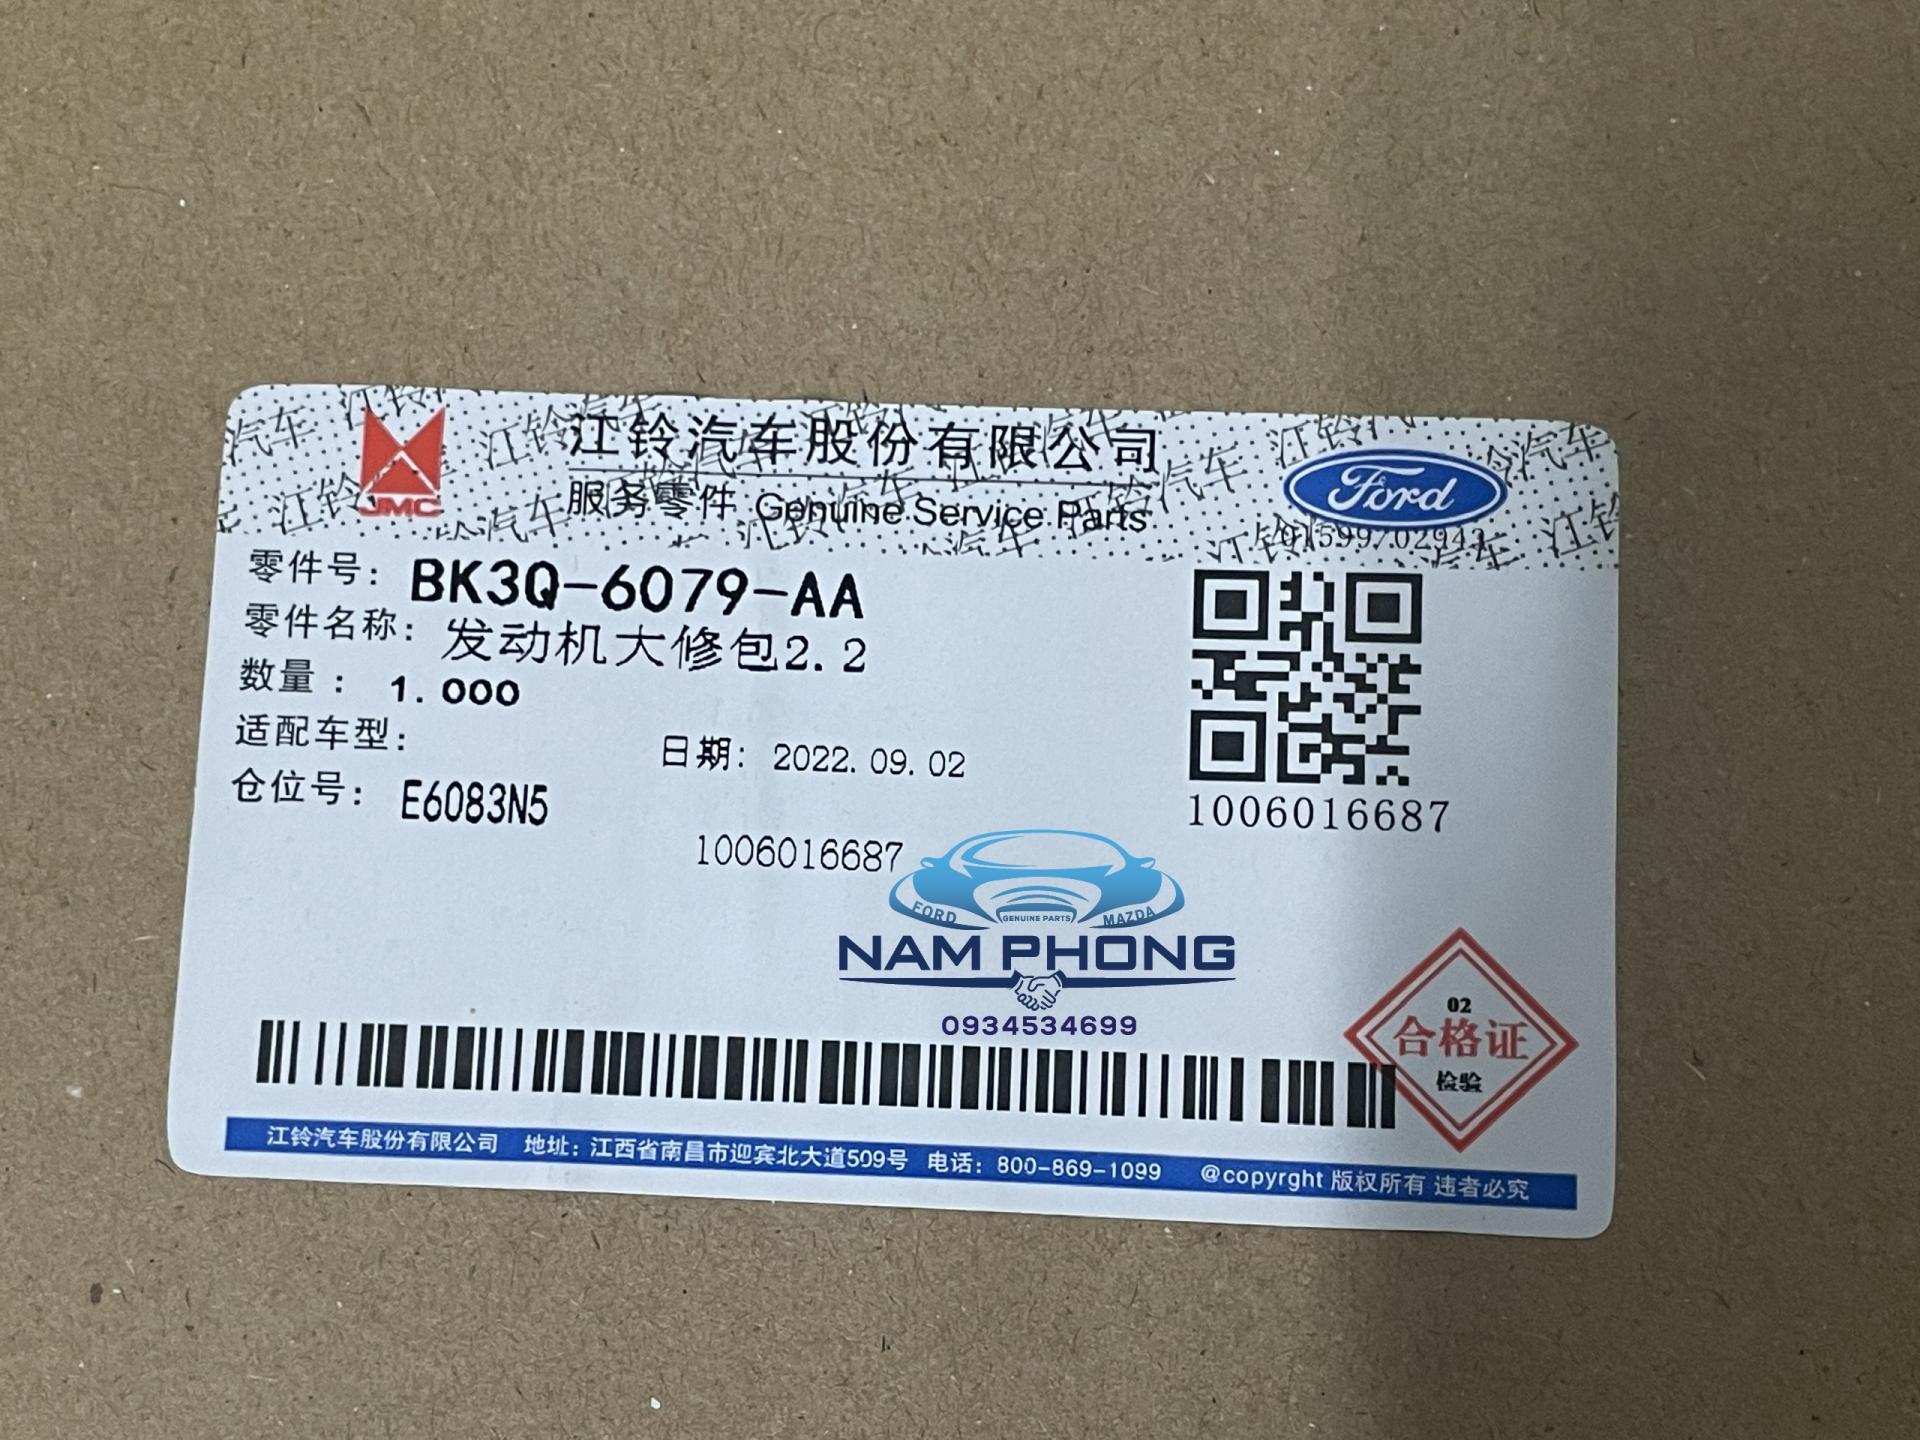 江铃汽车股份有限公司
JMC
服务零件 Genuine Service Parts
Ford
零件号: BK3Q-6079-AA
零件名称: 发动机大修包2.2
数量: 1.000
适配车型:
日期: 2022.09.02
仓位号: E6083N5
1006016687
1006016687
FORD GENUINE PARTS MAZDA
NAM PHONG
0934534699
02
合格证
检验
江铃汽车股份有限公司 地址: 江西省南昌市迎宾北大道509号 电话: 800-869-1099 @copyrght 版权所有 违者必究